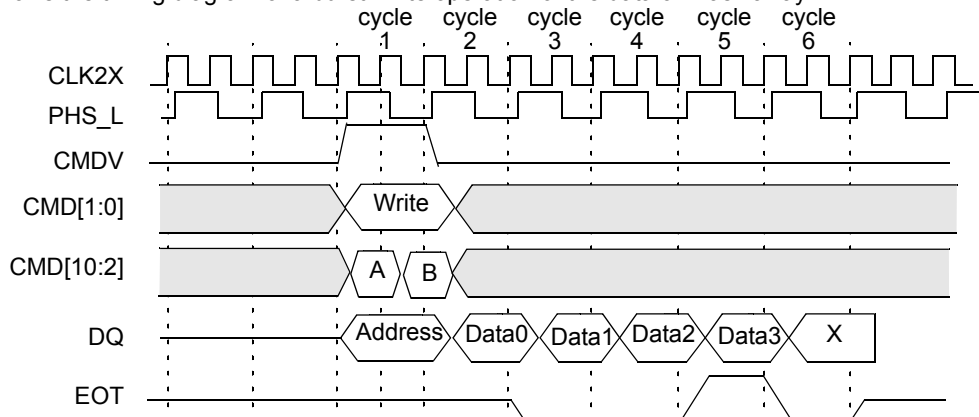 cycle cycle cycle cycle cycle cycle
1 2 3 4 5 6
CLK2X
PHS_L
CMDV
CMD[1:0] Write
CMD[10:2] A B
DQ Address Data0 Data1 Data2 Data3 X
EOT